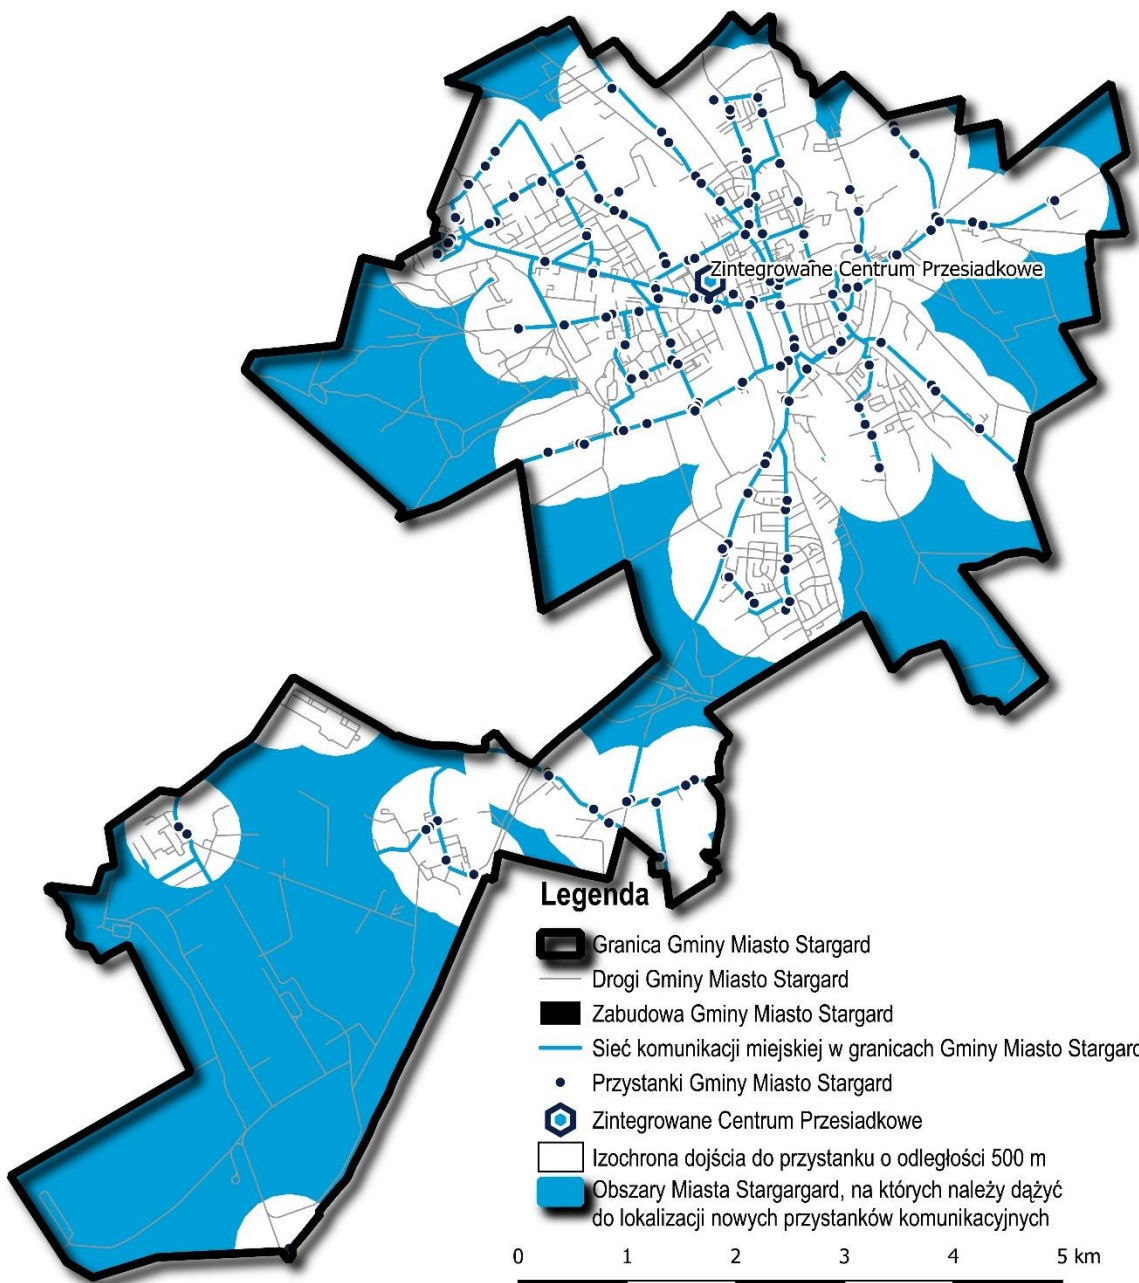 Zintegrowane Centrum Przesiadkowe
Legenda
Granica Gminy Miasto Stargard
Drogi Gminy Miasto Stargard
Zabudowa Gminy Miasto Stargard
Sieć komunikacji miejskiej w granicach Gminy Miasto Stargard
Przystanki Gminy Miasto Stargard
Zintegrowane Centrum Przesiadkowe
Izochrona dojścia do przystanku o odległości 500 m
Obszary Miasta Stargargard, na których należy dążyć
do lokalizacji nowych przystanków komunikacyjnych
0 1 2 3 4 5 km